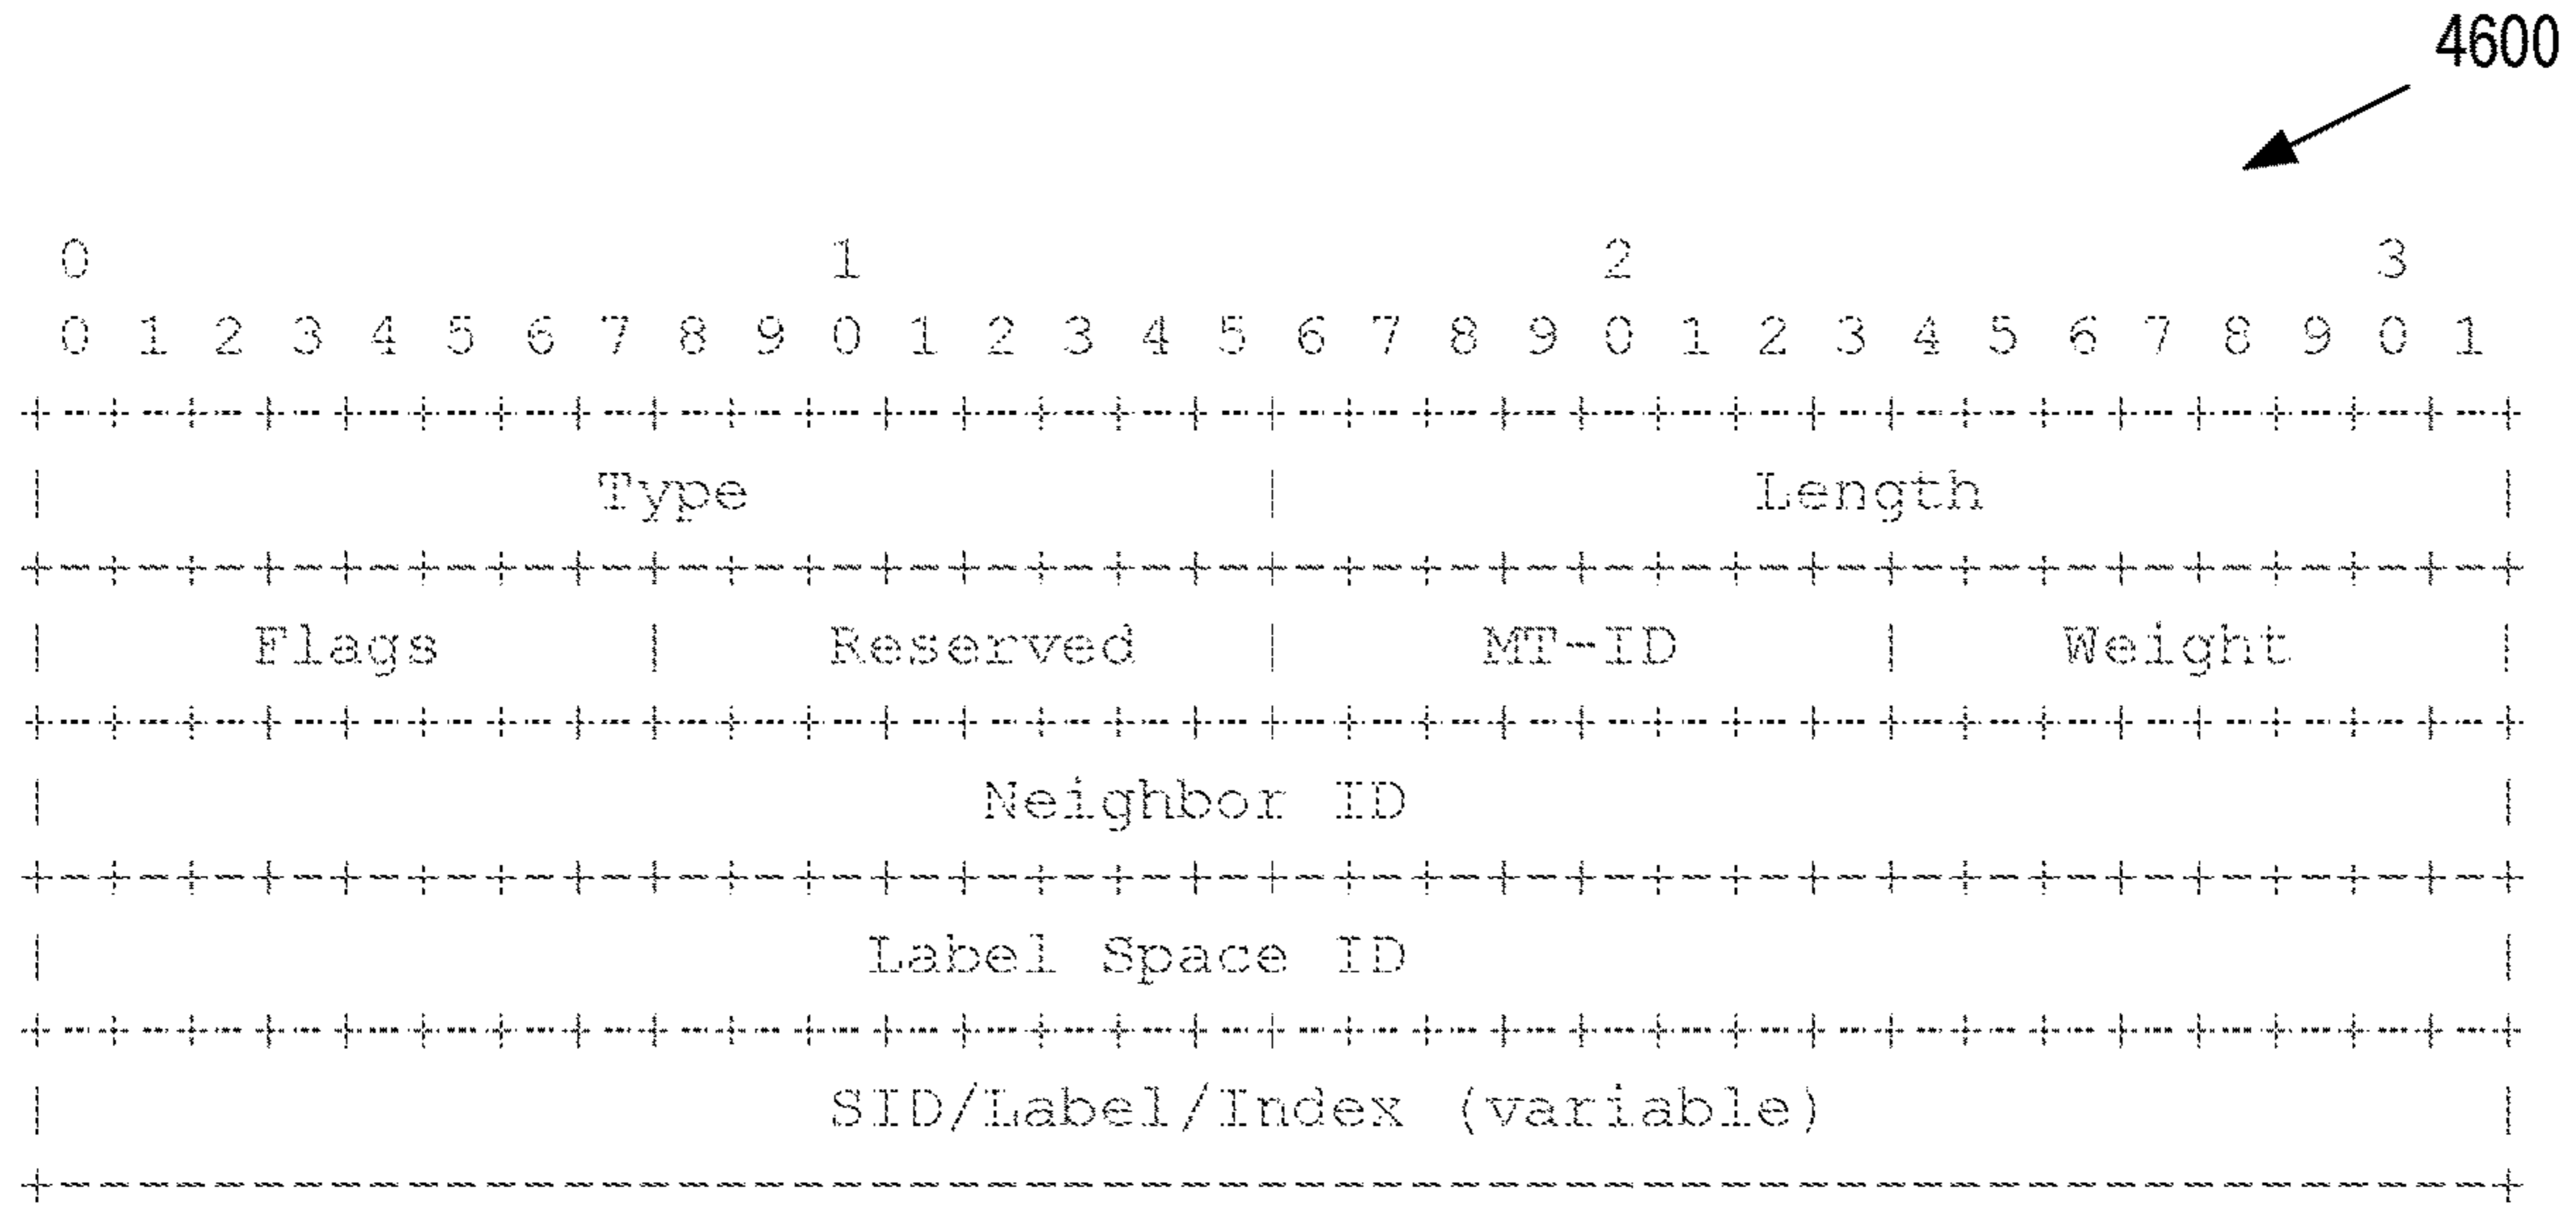 4600
0 1 2 3
0 1 2 3 4 5 6 7 8 9 0 1 2 3 4 5 6 7 8 9 0 1 2 3 4 5 6 7 8 9 0 1
+-+-+-+-+-+-+-+-+-+-+-+-+-+-+-+-+-+-+-+-+-+-+-+-+-+-+-+-+-+-+-+-+
| Type | Length |
+-+-+-+-+-+-+-+-+-+-+-+-+-+-+-+-+-+-+-+-+-+-+-+-+-+-+-+-+-+-+-+-+
| Flags | Reserved | MT-ID | Weight |
+-+-+-+-+-+-+-+-+-+-+-+-+-+-+-+-+-+-+-+-+-+-+-+-+-+-+-+-+-+-+-+-+
| Neighbor ID |
+-+-+-+-+-+-+-+-+-+-+-+-+-+-+-+-+-+-+-+-+-+-+-+-+-+-+-+-+-+-+-+-+
| Label Space ID |
+-+-+-+-+-+-+-+-+-+-+-+-+-+-+-+-+-+-+-+-+-+-+-+-+-+-+-+-+-+-+-+-+
| SID/Label/Index (variable) |
+---------------------------------------------------------------+